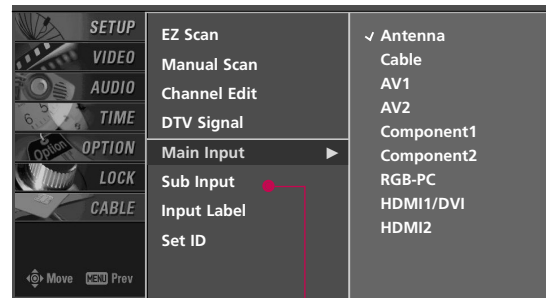 SETUP
VIDEO
AUDIO
TIME
Option OPTION
LOCK
CABLE
Move MENU Prev
EZ Scan
Manual Scan
Channel Edit
DTV Signal
Main Input ►
Sub Input
Input Label
Set ID
✓ Antenna
Cable
AV1
AV2
Component1
Component2
RGB-PC
HDMI1/DVI
HDMI2